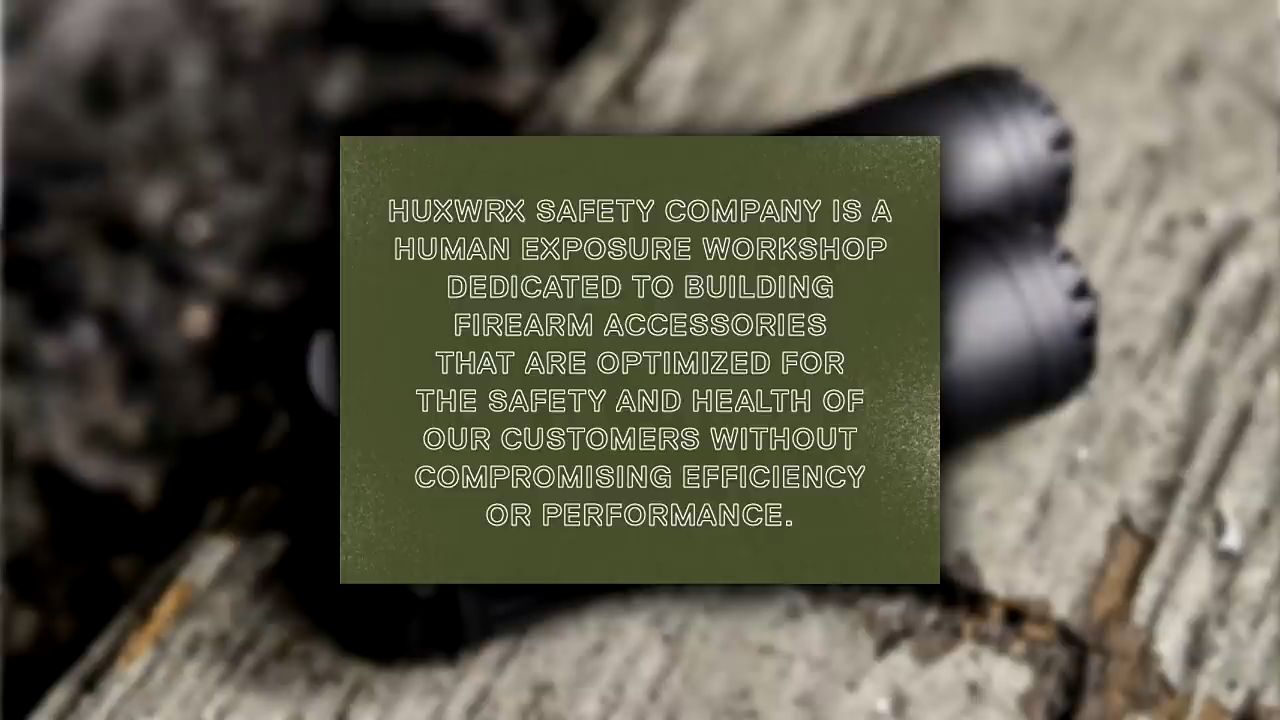 HUXWRX SAFETY COMPANY IS A
HUMAN EXPOSURE WORKSHOP
DEDICATED TO BUILDING
FIREARM ACCESSORIES
THAT ARE OPTIMIZED FOR
THE SAFETY AND HEALTH OF
OUR CUSTOMERS WITHOUT
COMPROMISING EFFICIENCY
OR PERFORMANCE.